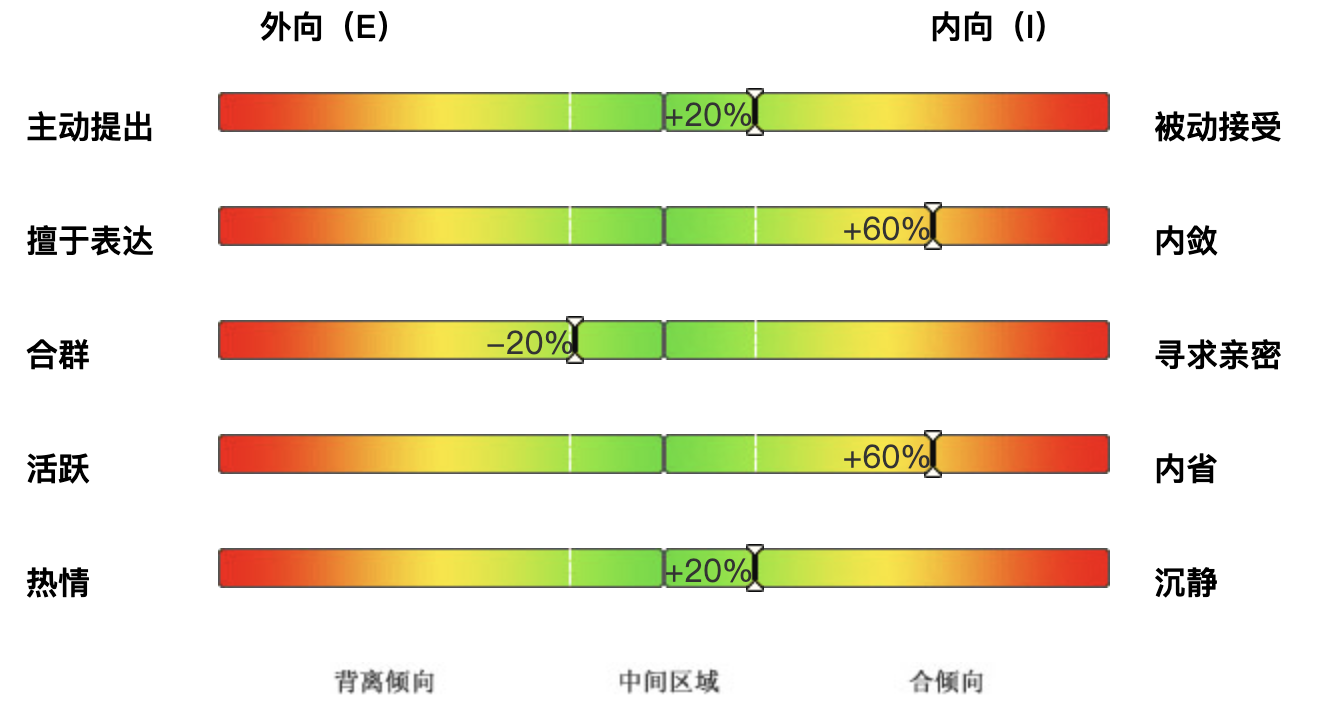 外向（E） 内向（I）
主动提出 +20% 被动接受
擅于表达 +60% 内敛
合群 −20% 寻求亲密
活跃 +60% 内省
热情 +20% 沉静
背离倾向 中间区域 合倾向